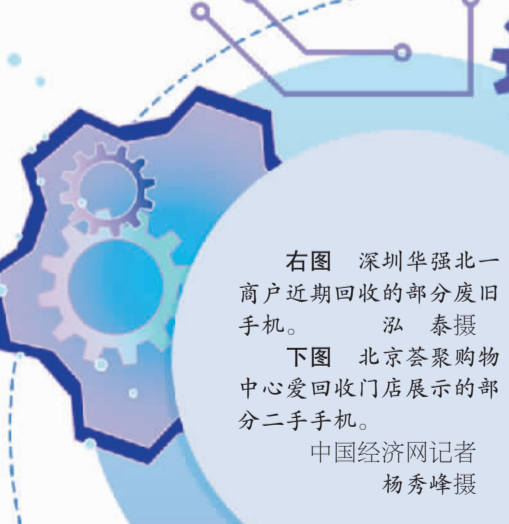 右图 深圳华强北一
商户近期回收的部分废旧
手机。 泓 泰摄
下图 北京荟聚购物
中心爱回收门店展示的部
分二手手机。
中国经济网记者
杨秀峰摄